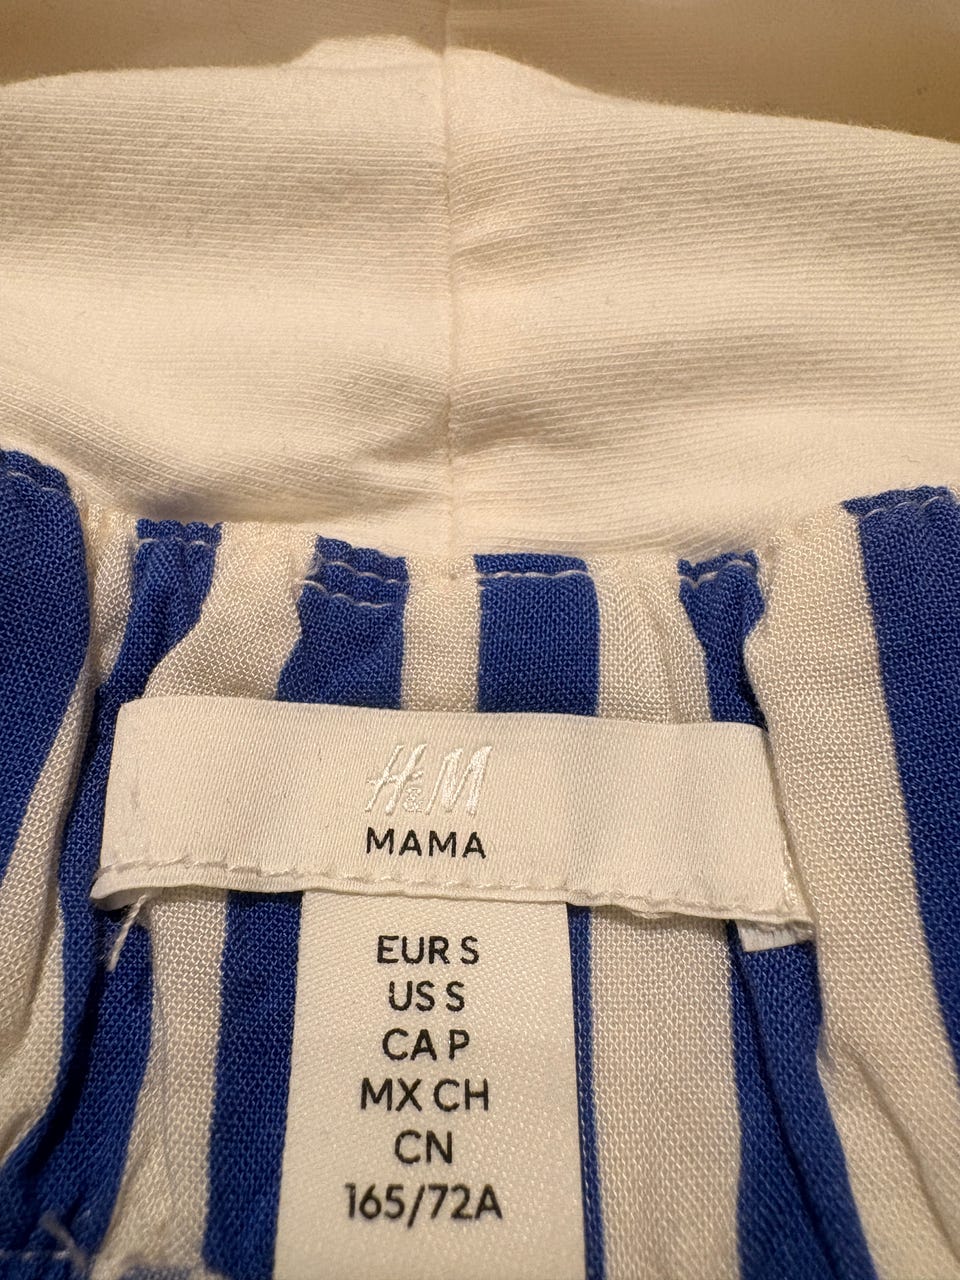 H&M
MAMA
EUR S
US S
CA P
MX CH
CN
165/72A